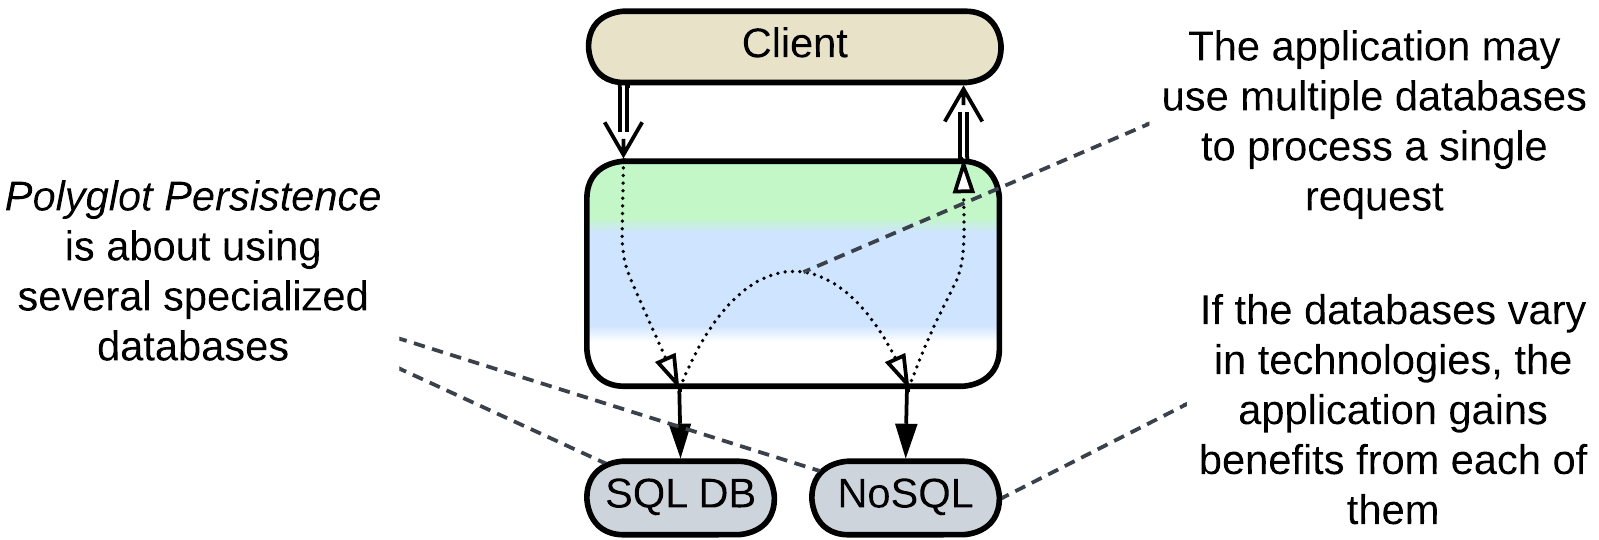 Client
The application may
use multiple databases
to process a single
request
Polyglot Persistence
is about using
several specialized
databases
If the databases vary
in technologies, the
application gains
benefits from each of
them
SQL DB
NoSQL